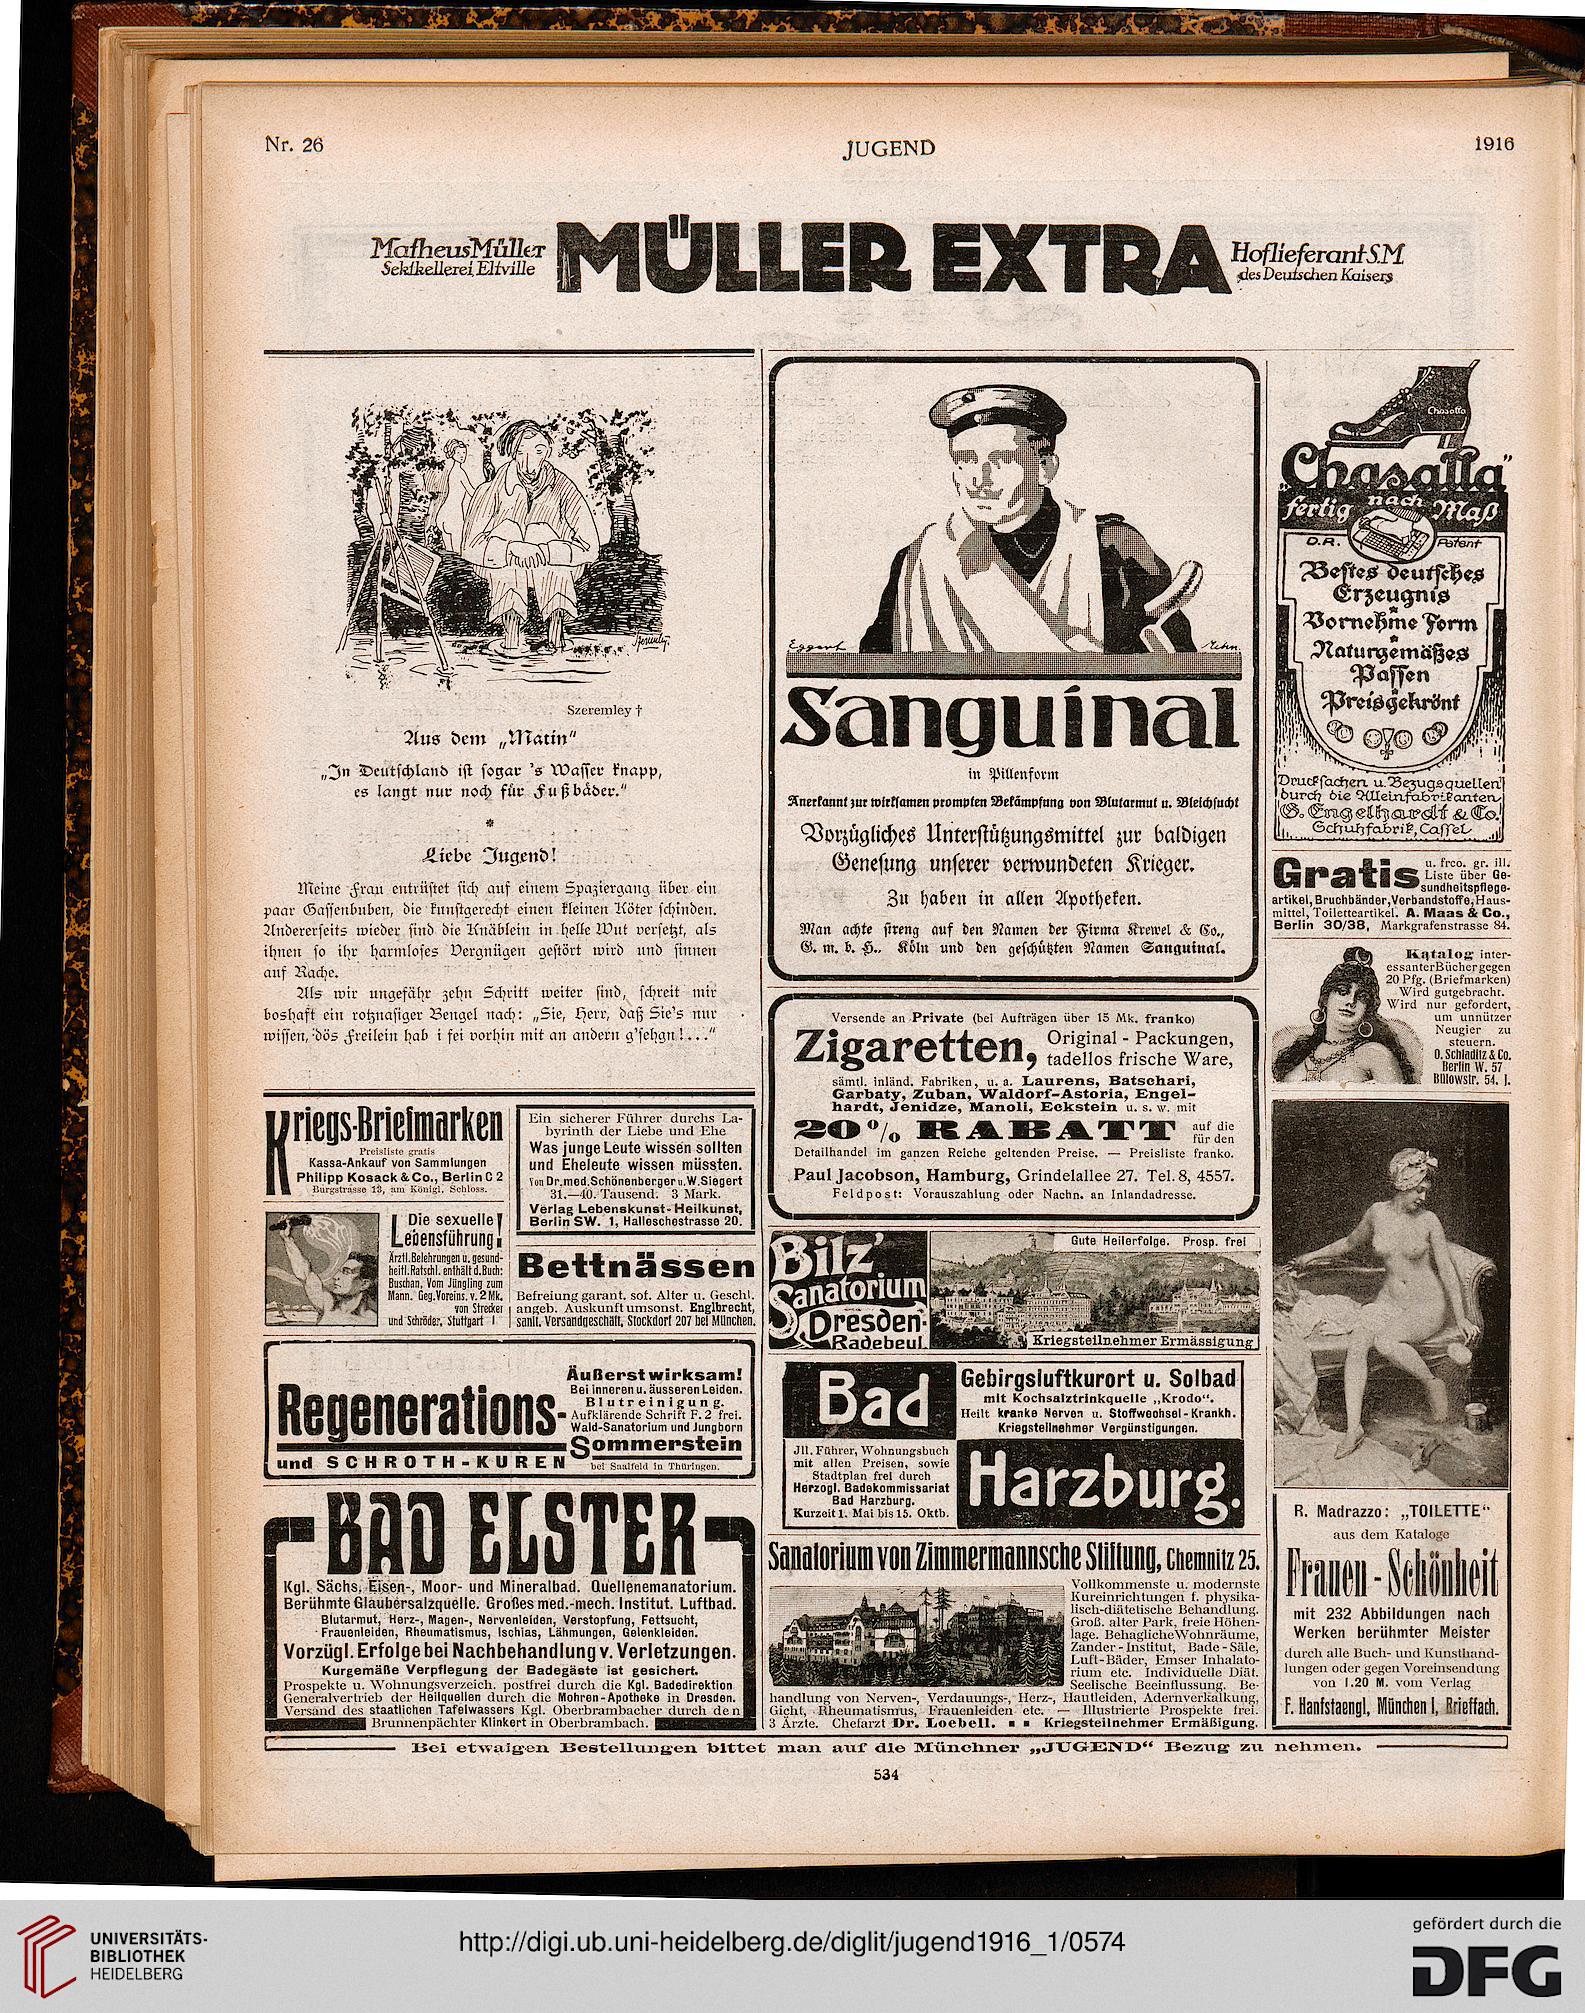 Nr. 26
JUGEND
1916
Matheus Müller
Sektkellerei, Eltville
MÜLLER EXTRA
Hoflieferant S.M.
des Deutschen Kaisers
Szeremley †
Aus dem „Matin“
„In Deutschland ist sogar 's Wasser knapp,
es langt nur noch für Fußbäder.“
*
Liebe Jugend!
Meine Frau entrüstet sich auf einem Spaziergang über ein
paar Gassenbuben, die kunstgerecht einen kleinen Köter schinden.
Andererseits wieder sind die Knäblein in helle Wut versetzt, als
ihnen so ihr harmloses Vergnügen gestört wird und sinnen
auf Rache.
Als wir ungefähr zehn Schritt weiter sind, schreit mir
boshaft ein rotznasiger Bengel nach: „Sie, Herr, daß Sie's nur
wissen, dös Freilein hab i fei vorhin mit an andern g'sehgn!...“
Kriegs-Briefmarken
Preisliste gratis
Kassa-Ankauf von Sammlungen
Philipp Kosack & Co., Berlin C 2
Burgstrasse 13, am Königl. Schloss.
Ein sicherer Führer durchs La-
byrinth der Liebe und Ehe
Was junge Leute wissen sollten
und Eheleute wissen müssten.
Von Dr. med. Schönenberger u. W. Siegert
31.—40. Tausend. 3 Mark.
Verlag Lebenskunst-Heilkunst,
Berlin SW. 1, Halleschestrasse 20.
Die sexuelle
Lebensführung!
Ärztl. Belehrungen u. gesund-
heitl. Ratschl. enthält d. Buch:
Buschan, Vom Jüngling zum
Mann. Geg. Voreins. v. 2 Mk.
von Strecker
und Schröder, Stuttgart I
Bettnässen
Befreiung garant. sof. Alter u. Geschl.
angeb. Auskunft umsonst. Englbrecht,
sanit. Versandgeschäft, Stockdorf 207 bei München.
Äußerst wirksam!
Bei inneren u. äusseren Leiden.
Blutreinigung.
Regenerations-
Aufklärende Schrift F. 2 frei.
Wald-Sanatorium und Jungborn
Sommerstein
und SCHROTH-KUREN
bei Saalfeld in Thüringen.
BAD ELSTER
Kgl. Sächs. Eisen-, Moor- und Mineralbad. Quellenemanatorium.
Berühmte Glaubersalzquelle. Großes med.-mech. Institut. Luftbad.
Blutarmut, Herz-, Magen-, Nervenleiden, Verstopfung, Fettsucht,
Frauenleiden, Rheumatismus, Ischias, Lähmungen, Gelenkleiden.
Vorzügl. Erfolge bei Nachbehandlung v. Verletzungen.
Kurgemäße Verpflegung der Badegäste ist gesichert.
Prospekte u. Wohnungsverzeich. postfrei durch die Kgl. Badedirektion
Generalvertrieb der Heilquellen durch die Mohren-Apotheke in Dresden.
Versand des staatlichen Tafelwassers Kgl. Oberbrambacher durch den
Brunnenpächter Klinkert in Oberbrambach.
Eggert
Sanguinal
in Pillenform
Anerkannt zur wirksamen prompten Bekämpfung von Blutarmut u. Bleichsucht
Vorzügliches Unterstützungsmittel zur baldigen
Genesung unserer verwundeten Krieger.
Zu haben in allen Apotheken.
Man achte streng auf den Namen der Firma Krewel & Co.,
G. m. b. H., Köln und den geschützten Namen Sanguinal.
Versende an Private (bei Aufträgen über 15 Mk. franko)
Zigaretten, Original - Packungen,
tadellos frische Ware,
sämtl. inländ. Fabriken, u. a. Laurens, Batschari,
Garbaty, Zuban, Waldorf-Astoria, Engel-
hardt, Jenidze, Manoli, Eckstein u. s. w. mit
20% RABATT auf die
für den
Detailhandel im ganzen Reiche geltenden Preise. — Preisliste franko.
Paul Jacobson, Hamburg, Grindelallee 27. Tel. 8, 4557.
Feldpost: Vorauszahlung oder Nachn. an Inlandadresse.
Bilz'
Sanatorium
Dresden-
Radebeul.
Gute Heilerfolge. Prosp. frei
Kriegsteilnehmer Ermässigung
Bad
Gebirgsluftkurort u. Solbad
mit Kochsalztrinkquelle „Krodo“.
Heilt kranke Nerven u. Stoffwechsel-Krankh.
Kriegsteilnehmer Vergünstigungen.
Jll. Führer, Wohnungsbuch
mit allen Preisen, sowie
Stadtplan frei durch
Herzogl. Badekommissariat
Bad Harzburg.
Kurzeit 1. Mai bis 15. Oktb.
Harzburg.
Sanatorium von Zimmermannsche Stiftung, Chemnitz 25.
Vollkommenste u. modernste
Kureinrichtungen f. physika-
lisch-diätetische Behandlung.
Groß. alter Park, freie Höhen-
lage. Behagliche Wohnräume,
Zander-Institut, Bade-Säle,
Luft-Bäder, Emser Inhalato-
rium etc. Individuelle Diät.
Seelische Beeinflussung. Be-
handlung von Nerven-, Verdauungs-, Herz-, Hautleiden, Adernverkalkung,
Gicht, Rheumatismus, Frauenleiden etc. — Illustrierte Prospekte frei.
3 Ärzte. Chefarzt Dr. Loebell. ▪ ▪ Kriegsteilnehmer Ermäßigung.
Chasalla
„Chasalla“
fertig nach Maß
D. R. Patent
Bestes deutsches
Erzeugnis
Vornehme Form
Naturgemäßes
Passen
Preisgekrönt
Drucksachen u. Bezugsquellen
durch die Alleinfabrikanten
G. Engelhardt & Co.
Schuhfabrik, Cassel
Gratis u. frco. gr. ill.
Liste über Ge-
sundheitspflege-
artikel, Bruchbänder, Verbandstoffe, Haus-
mittel, Toiletteartikel. A. Maas & Co.,
Berlin 30/38, Markgrafenstrasse 84.
Katalog inter-
essanter Bücher gegen
20 Pfg. (Briefmarken)
Wird gutgebracht.
Wird nur gefordert,
um unnützer
Neugier zu
steuern.
O. Schladitz & Co.
Berlin W. 57
Bülowstr. 54. J.
R. Madrazzo: „TOILETTE“
aus dem Kataloge
Frauen-Schönheit
mit 232 Abbildungen nach
Werken berühmter Meister
durch alle Buch- und Kunsthand-
lungen oder gegen Voreinsendung
von 1.20 M. vom Verlag
F. Hanfstaengl, München I, Brieffach.
Bei etwaigen Bestellungen bittet man auf die Münchner „JUGEND“ Bezug zu nehmen.
534
UNIVERSITÄTS-
BIBLIOTHEK
HEIDELBERG
http://digi.ub.uni-heidelberg.de/diglit/jugend1916_1/0574
gefördert durch die
DFG